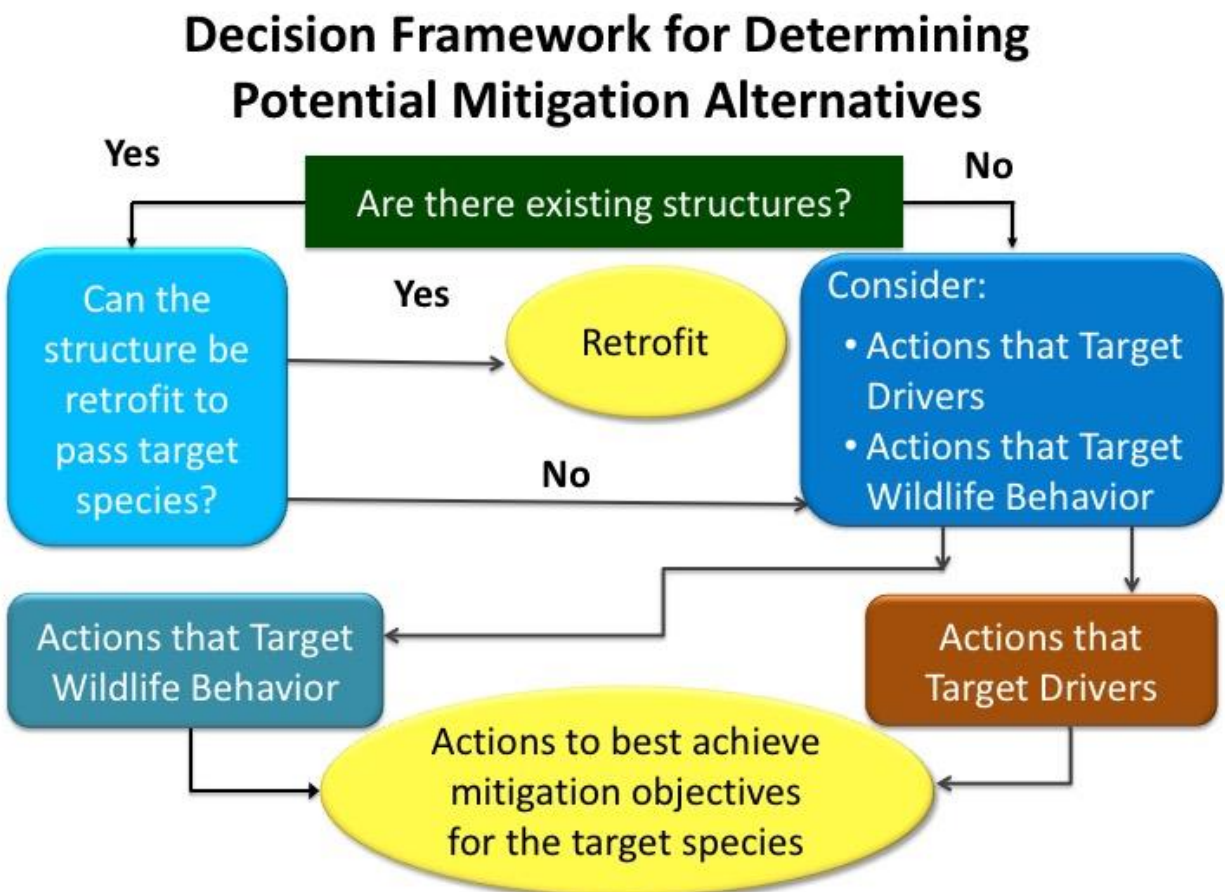 Decision Framework for Determining
Potential Mitigation Alternatives
Yes
Are there existing structures?
No
Can the
structure be
retrofit to
pass target
species?
Yes
Retrofit
No
Consider:
• Actions that Target
Drivers
• Actions that Target
Wildlife Behavior
Actions that Target
Wildlife Behavior
Actions that
Target Drivers
Actions to best achieve
mitigation objectives
for the target species